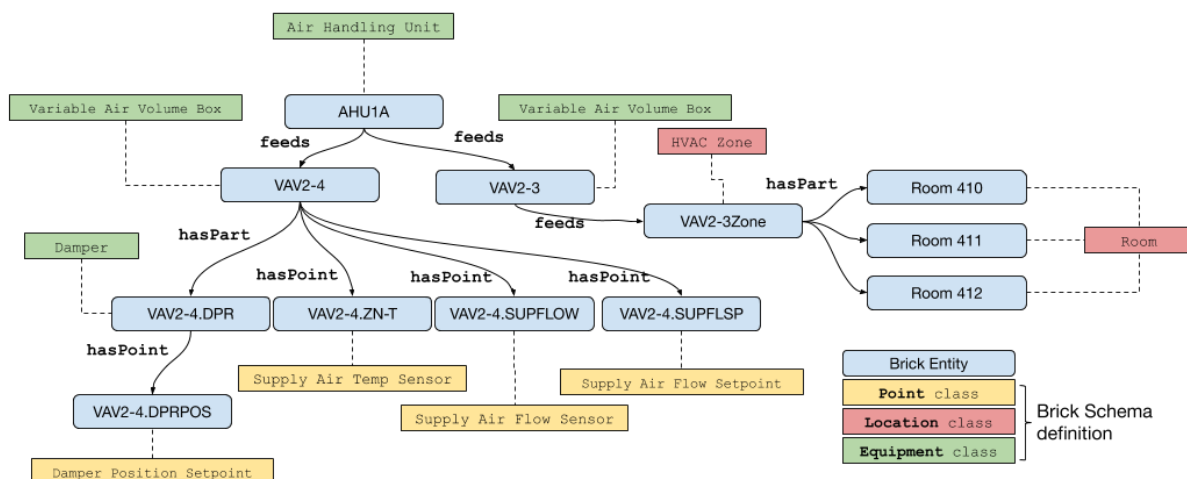 Air Handling Unit
Variable Air Volume Box
AHU1A
Variable Air Volume Box
feeds
feeds
HVAC Zone
VAV2-4
VAV2-3
hasPart
Room 410
feeds
VAV2-3Zone
hasPart
Damper
Room 411
Room
hasPoint
hasPoint
hasPoint
Room 412
VAV2-4.DPR
VAV2-4.ZN-T
VAV2-4.SUPFLOW
VAV2-4.SUPFLSP
hasPoint
Brick Entity
Supply Air Temp Sensor
Supply Air Flow Setpoint
Point class
VAV2-4.DPRPOS
Supply Air Flow Sensor
Location class
Brick Schema
definition
Equipment class
Damper Position Setpoint